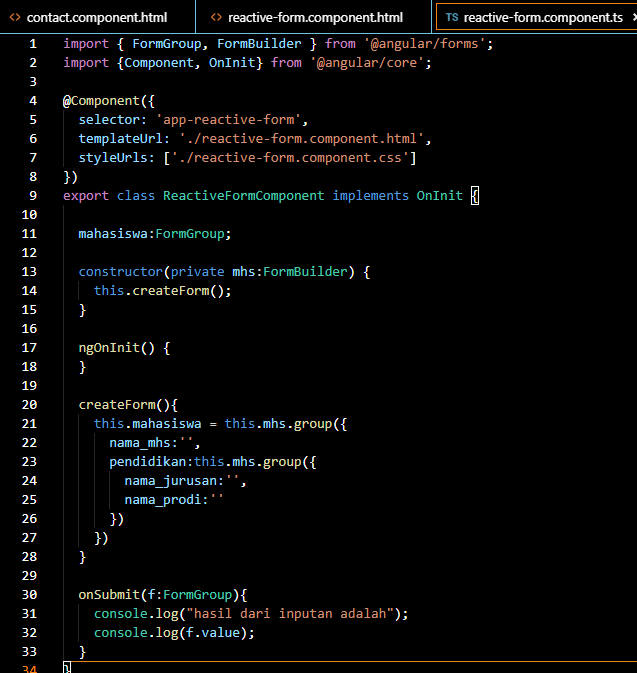 <> contact.component.html <> reactive-form.component.html TS reactive-form.component.ts ×
1 import { FormGroup, FormBuilder } from '@angular/forms';
2 import {Component, OnInit} from '@angular/core';
3
4 @Component({
5   selector: 'app-reactive-form',
6   templateUrl: './reactive-form.component.html',
7   styleUrls: ['./reactive-form.component.css']
8 })
9 export class ReactiveFormComponent implements OnInit {
10
11   mahasiswa:FormGroup;
12
13   constructor(private mhs:FormBuilder) {
14     this.createForm();
15   }
16
17   ngOnInit() {
18   }
19
20   createForm(){
21     this.mahasiswa = this.mhs.group({
22       nama_mhs:'',
23       pendidikan:this.mhs.group({
24         nama_jurusan:'',
25         nama_prodi:''
26       })
27     })
28   }
29
30   onSubmit(f:FormGroup){
31     console.log("hasil dari inputan adalah");
32     console.log(f.value);
33   }
34 }